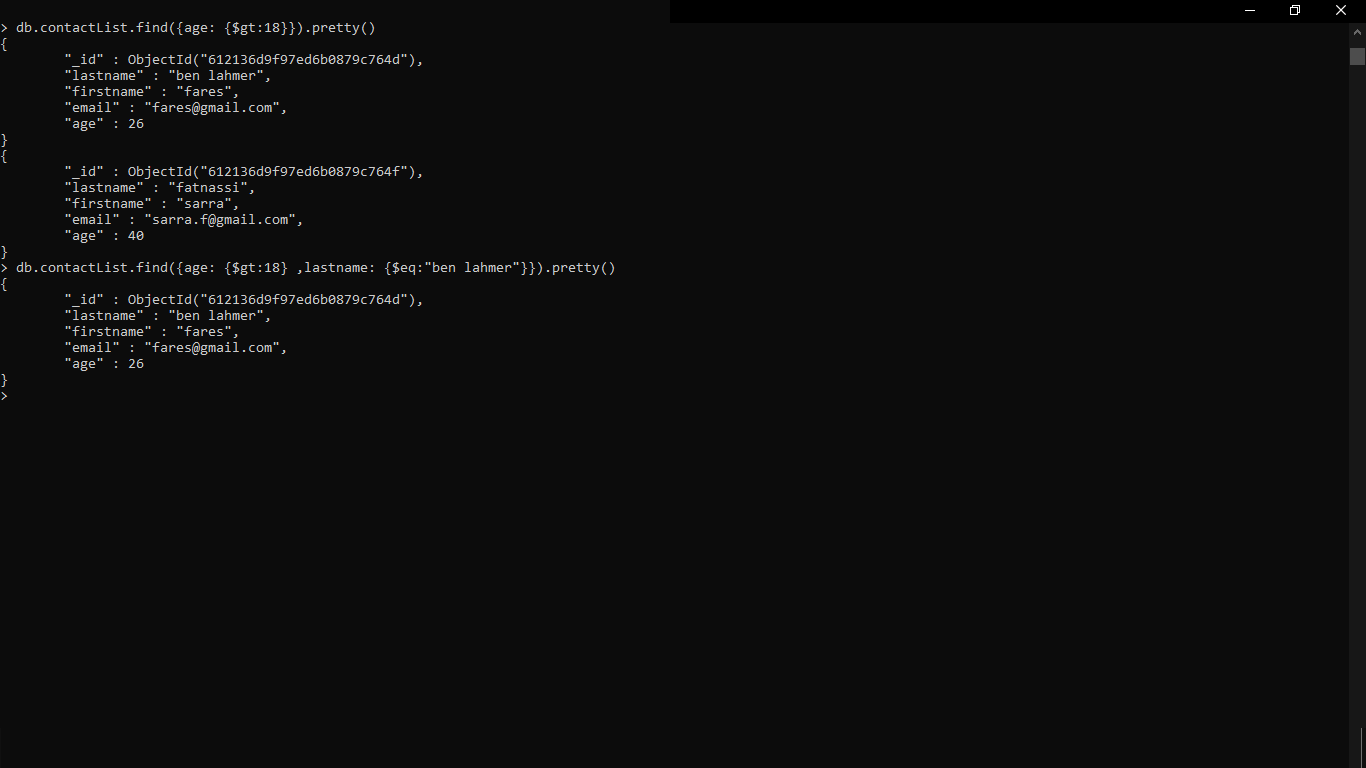 > db.contactList.find({age: {$gt:18}}).pretty()
{
        "_id" : ObjectId("612136d9f97ed6b0879c764d"),
        "lastname" : "ben lahmer",
        "firstname" : "fares",
        "email" : "fares@gmail.com",
        "age" : 26
}
{
        "_id" : ObjectId("612136d9f97ed6b0879c764f"),
        "lastname" : "fatnassi",
        "firstname" : "sarra",
        "email" : "sarra.f@gmail.com",
        "age" : 40
}
> db.contactList.find({age: {$gt:18} ,lastname: {$eq:"ben lahmer"}}).pretty()
{
        "_id" : ObjectId("612136d9f97ed6b0879c764d"),
        "lastname" : "ben lahmer",
        "firstname" : "fares",
        "email" : "fares@gmail.com",
        "age" : 26
}
>